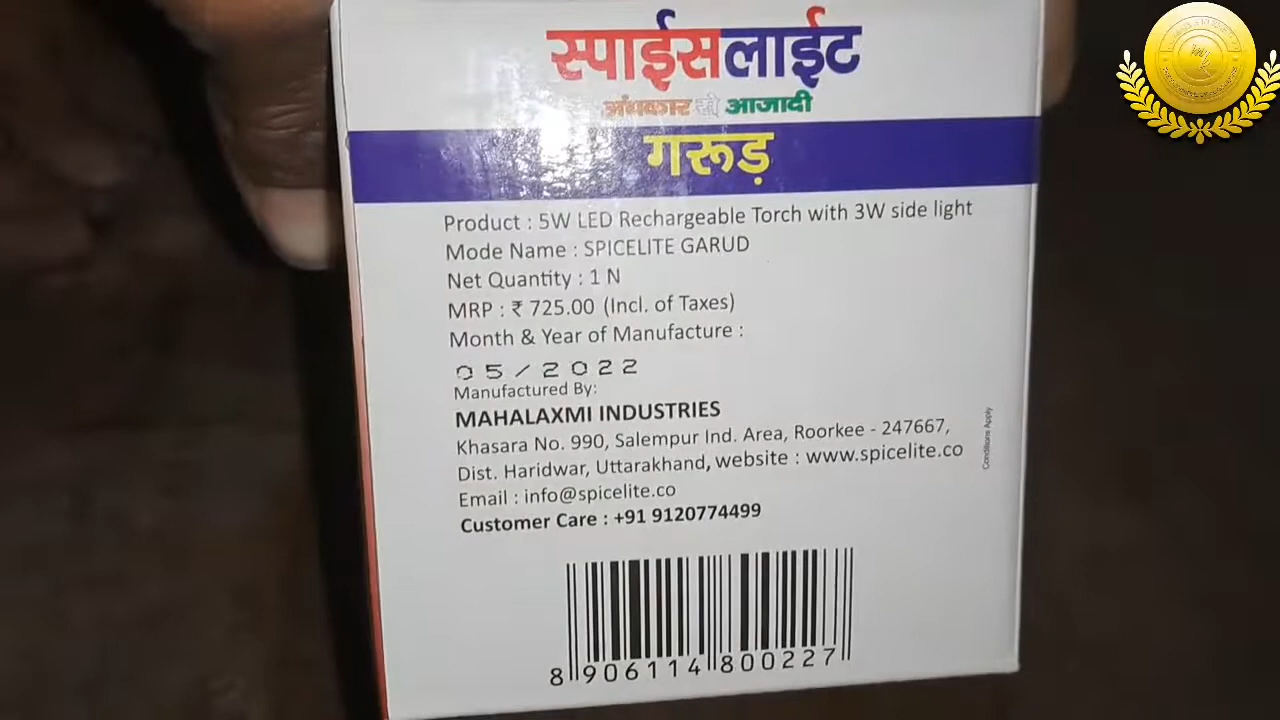 स्पाईसलाईट
अंधकार से आजादी
गरूड़
Product : 5W LED Rechargeable Torch with 3W side light
Mode Name : SPICELITE GARUD
Net Quantity : 1 N
MRP : ₹ 725.00 (Incl. of Taxes)
Month & Year of Manufacture :
05/2022
Manufactured By:
MAHALAXMI INDUSTRIES
Khasara No. 990, Salempur Ind. Area, Roorkee - 247667,
Dist. Haridwar, Uttarakhand, website : www.spicelite.co
Email : info@spicelite.co
Customer Care : +91 9120774499
Conditions Apply
8 906114 800227